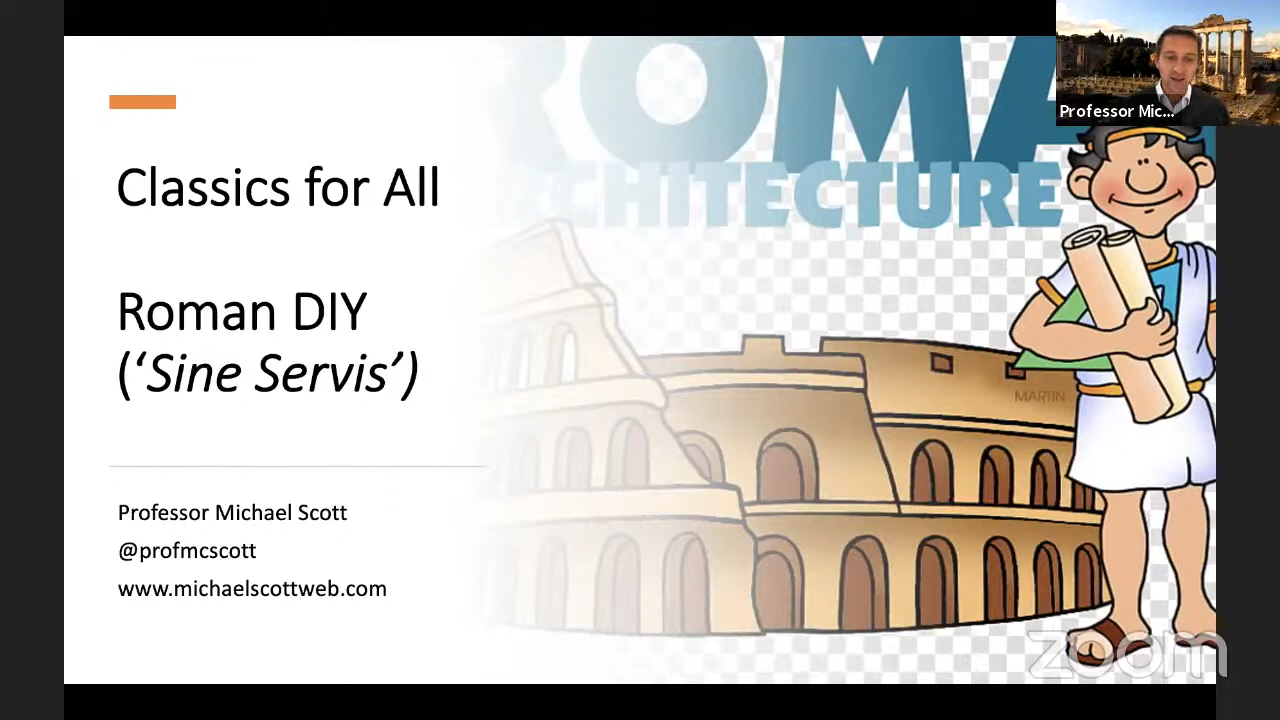 Classics for All
Roman DIY
(‘Sine Servis’)
Professor Michael Scott
@profmcscott
www.michaelscottweb.com
ROMA
ARCHITECTURE
MARTIN
Professor Mic...
zoom